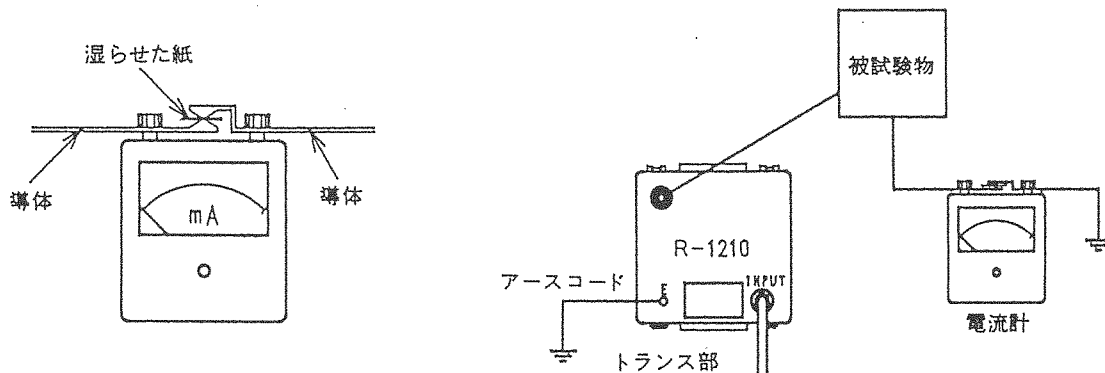 湿らせた紙
導体
導体
mA
被試験物
R-1210
アースコード
E
INPUT
トランス部
電流計